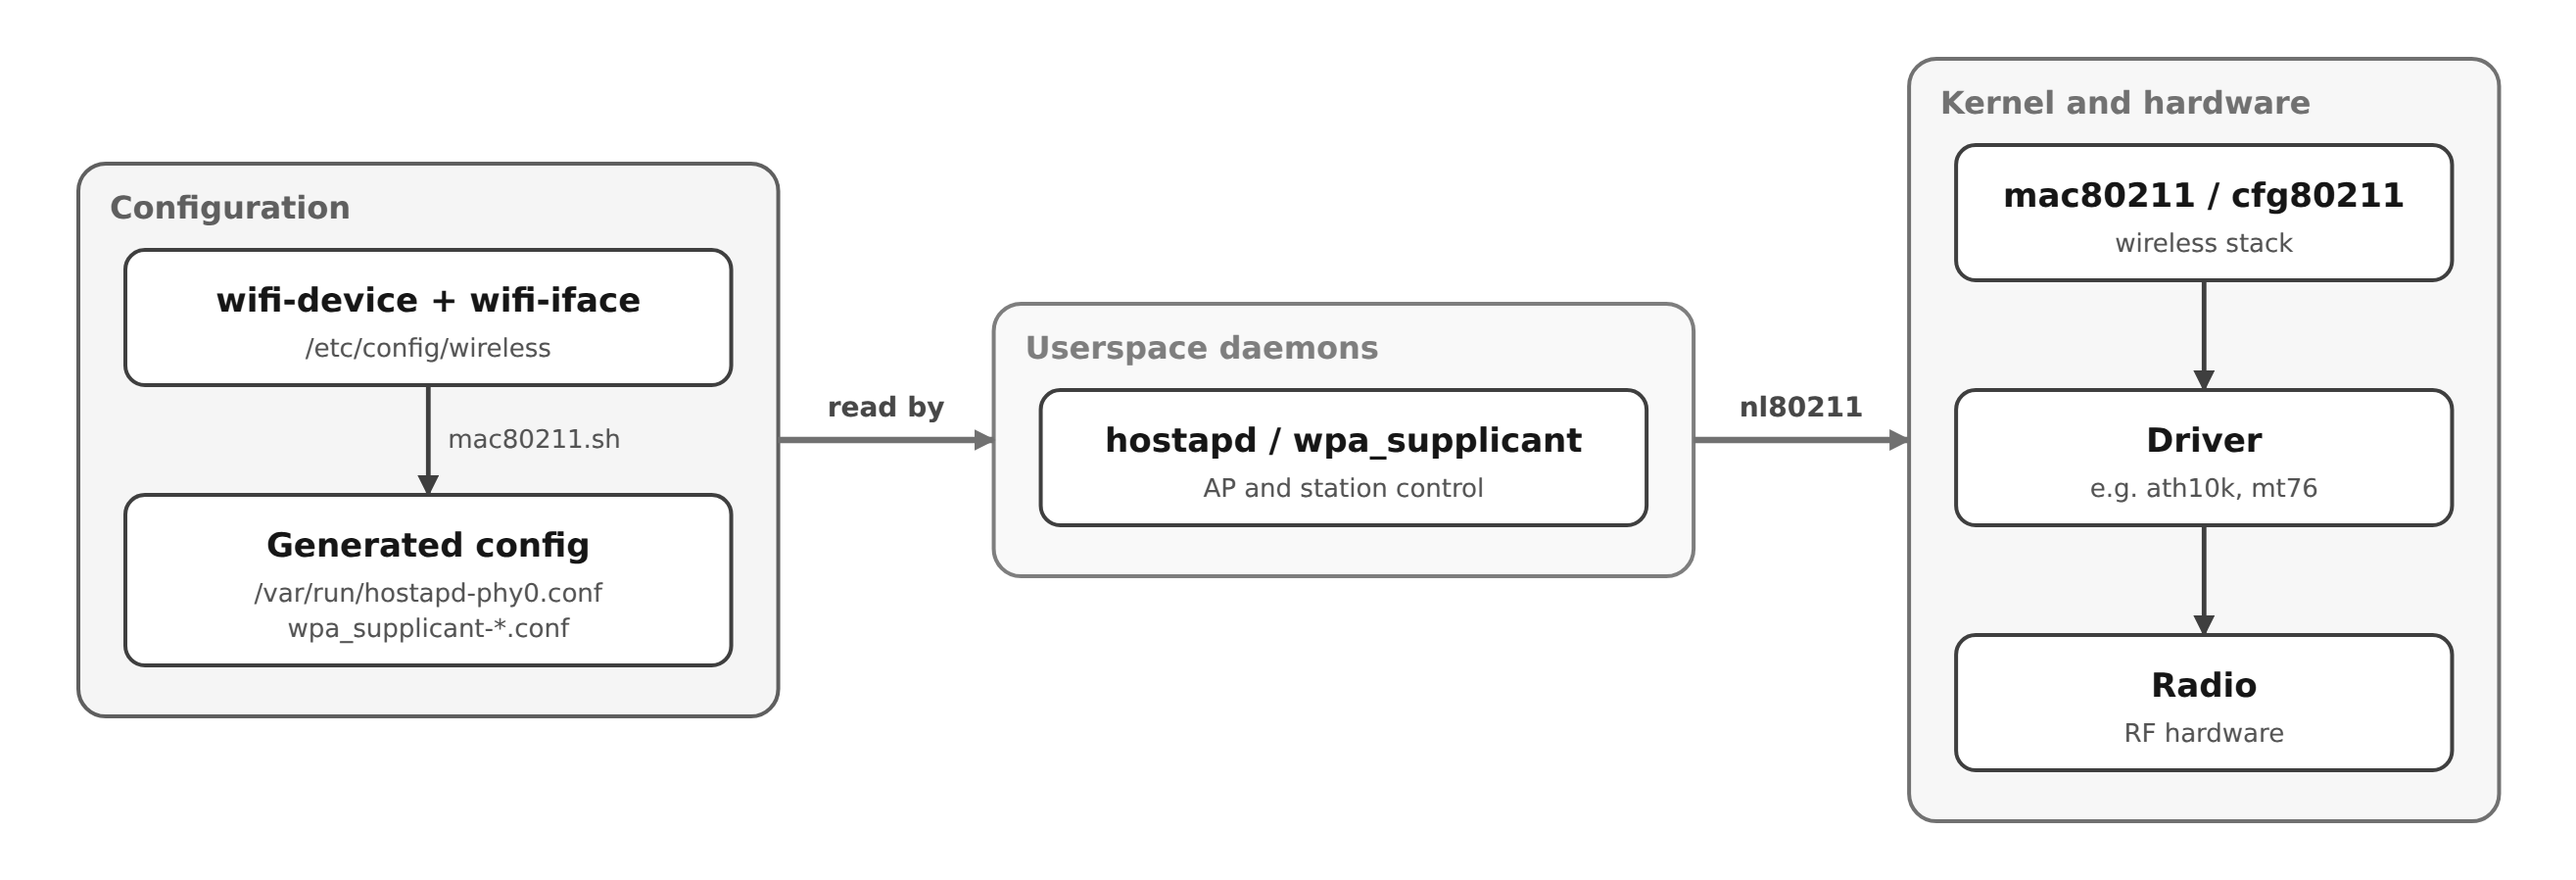 Configuration
wifi-device + wifi-iface
/etc/config/wireless
mac80211.sh
Generated config
/var/run/hostapd-phy0.conf
wpa_supplicant-*.conf
read by
Userspace daemons
hostapd / wpa_supplicant
AP and station control
nl80211
Kernel and hardware
mac80211 / cfg80211
wireless stack
Driver
e.g. ath10k, mt76
Radio
RF hardware